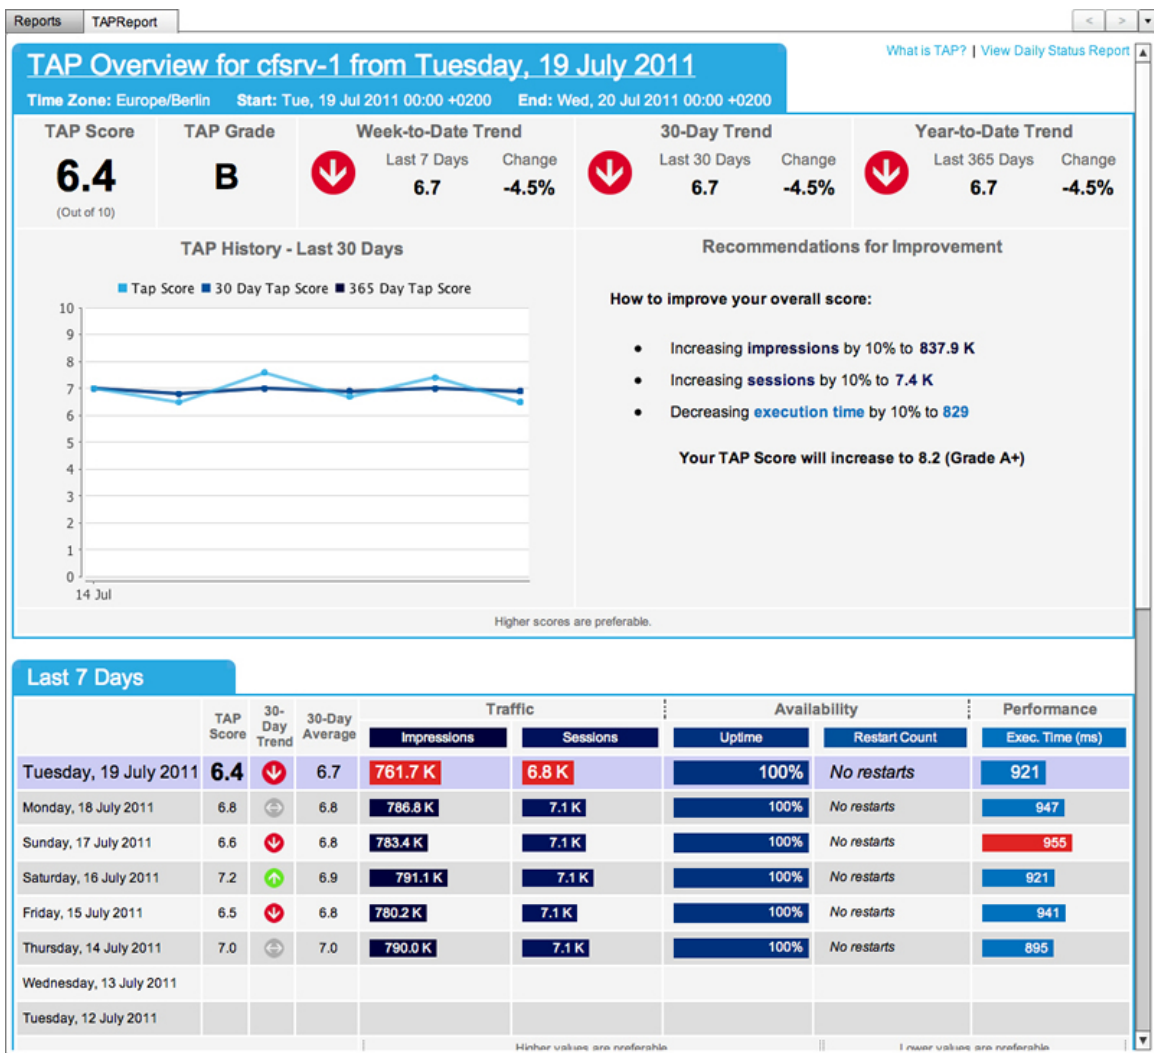 Reports TAPReport
What is TAP? | View Daily Status Report
TAP Overview for cfsrv-1 from Tuesday, 19 July 2011
Time Zone: Europe/Berlin Start: Tue, 19 Jul 2011 00:00 +0200 End: Wed, 20 Jul 2011 00:00 +0200
TAP Score TAP Grade Week-to-Date Trend 30-Day Trend Year-to-Date Trend
Last 7 Days Change Last 30 Days Change Last 365 Days Change
6.4 B 6.7 -4.5% 6.7 -4.5% 6.7 -4.5%
(Out of 10)
TAP History - Last 30 Days
Tap Score 30 Day Tap Score 365 Day Tap Score
10
9
8
7
6
5
4
3
2
1
0
14 Jul
Recommendations for Improvement
How to improve your overall score:
• Increasing impressions by 10% to 837.9 K
• Increasing sessions by 10% to 7.4 K
• Decreasing execution time by 10% to 829
Your TAP Score will increase to 8.2 (Grade A+)
Higher scores are preferable.
Last 7 Days
TAP Score 30-Day Trend 30-Day Average Traffic Availability Performance
Impressions Sessions Uptime Restart Count Exec. Time (ms)
Tuesday, 19 July 2011 6.4 6.7 761.7 K 6.8 K 100% No restarts 921
Monday, 18 July 2011 6.8 6.8 786.8 K 7.1 K 100% No restarts 947
Sunday, 17 July 2011 6.6 6.8 783.4 K 7.1 K 100% No restarts 955
Saturday, 16 July 2011 7.2 6.9 791.1 K 7.1 K 100% No restarts 921
Friday, 15 July 2011 6.5 6.8 780.2 K 7.1 K 100% No restarts 941
Thursday, 14 July 2011 7.0 7.0 790.0 K 7.1 K 100% No restarts 895
Wednesday, 13 July 2011
Tuesday, 12 July 2011
Higher values are preferable Lower values are preferable